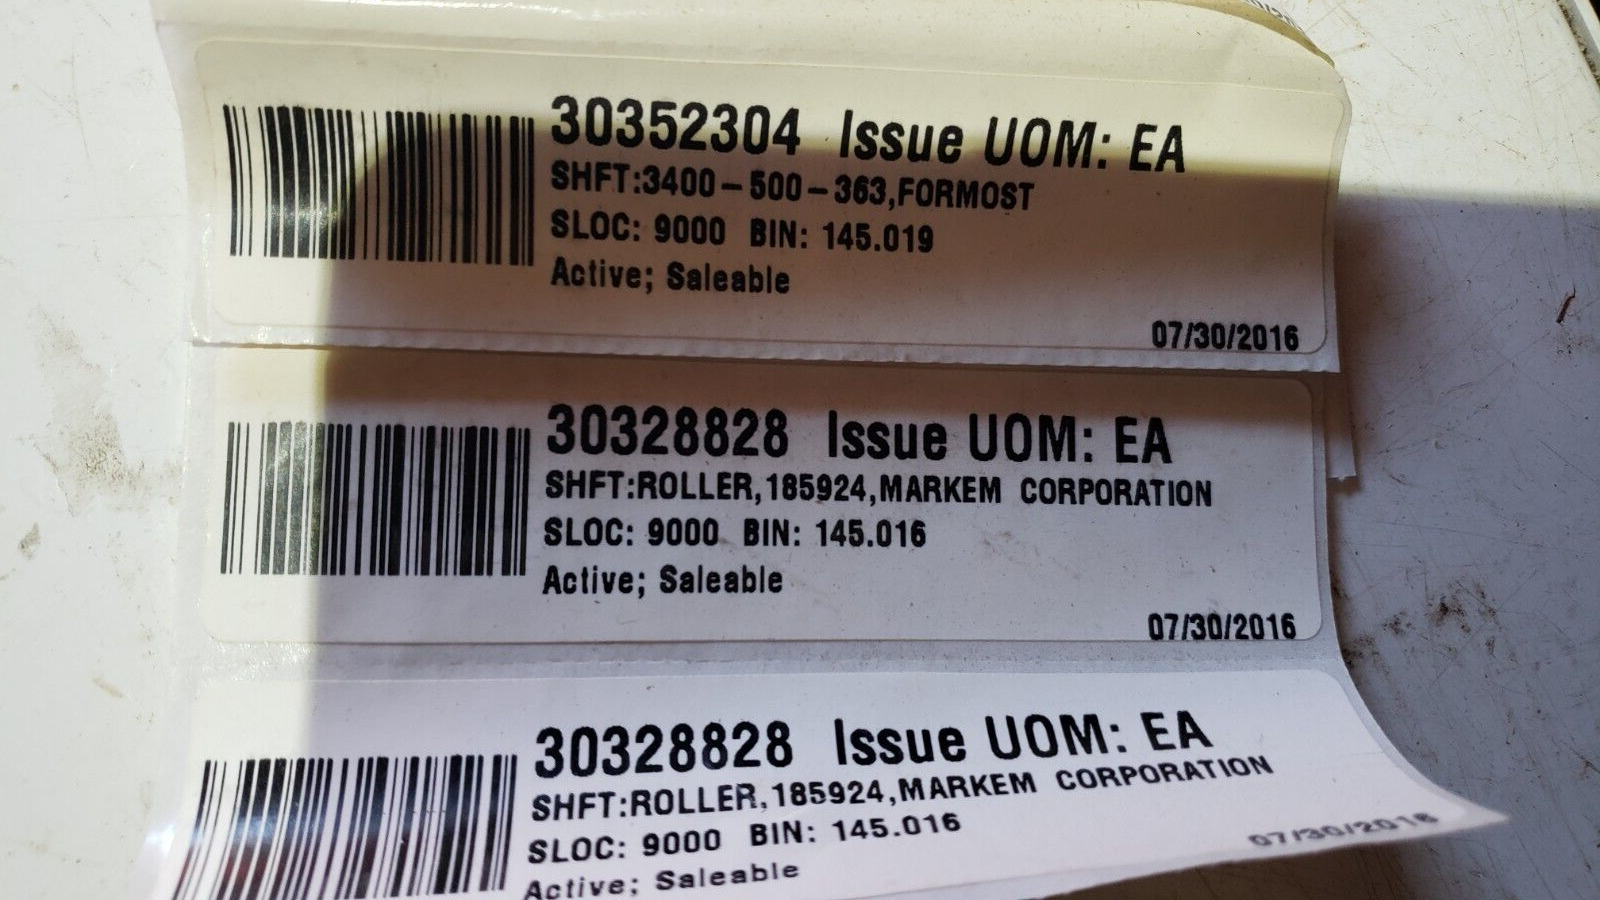 30352304 Issue UOM: EA
SHFT:3400-500-363,FORMOST
SLOC: 9000 BIN: 145.019
Active; Saleable
07/30/2016
30328828 Issue UOM: EA
SHFT:ROLLER,185924,MARKEM CORPORATION
SLOC: 9000 BIN: 145.016
Active; Saleable
07/30/2016
30328828 Issue UOM: EA
SHFT:ROLLER,185924,MARKEM CORPORATION
SLOC: 9000 BIN: 145.016
07/30/2016
Active; Saleable